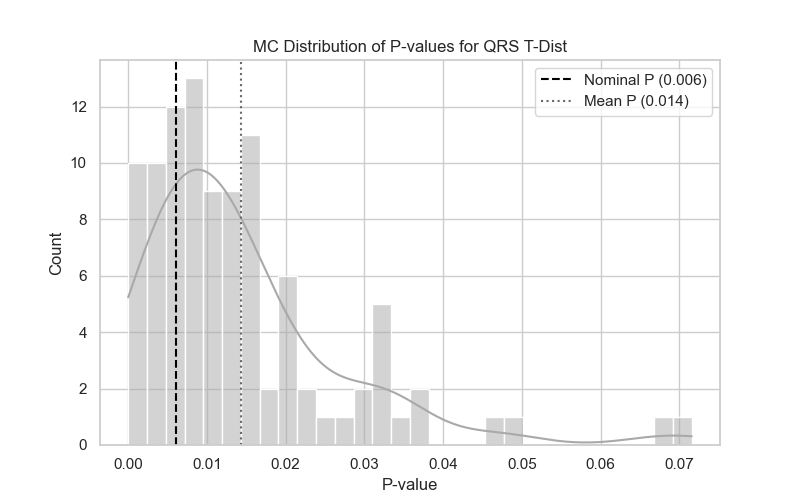 MC Distribution of P-values for QRS T-Dist
Nominal P (0.006)
Mean P (0.014)
Count
12
10
8
6
4
2
0
0.00 0.01 0.02 0.03 0.04 0.05 0.06 0.07
P-value